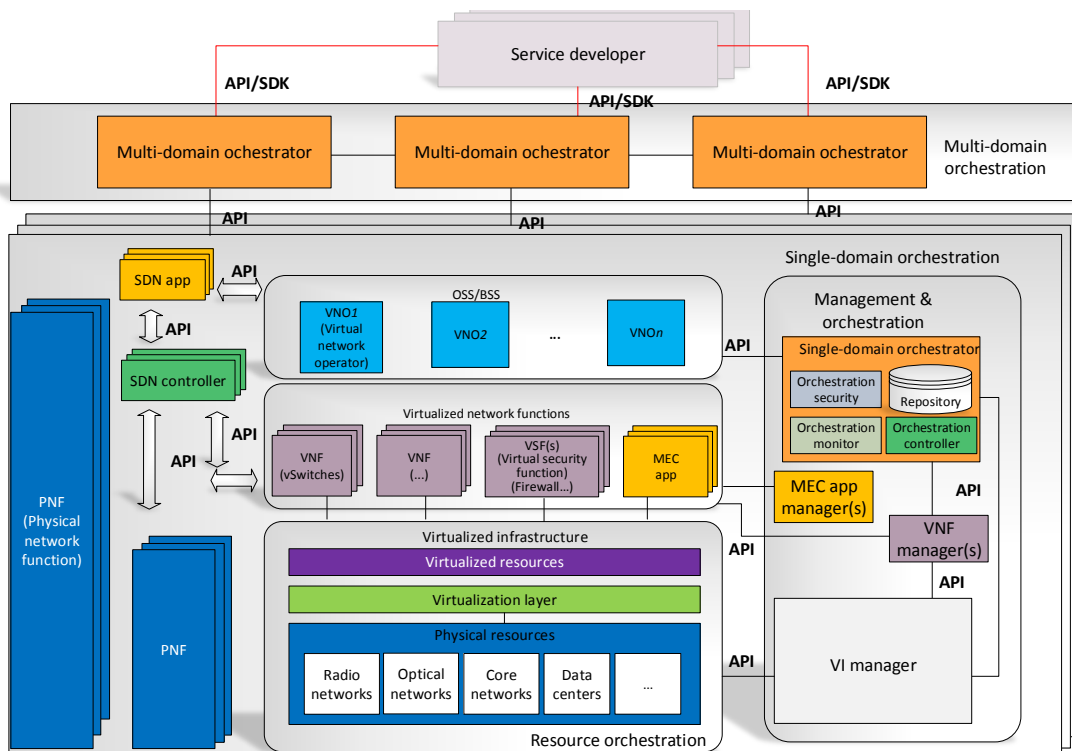 Service developer
API/SDK
API/SDK
API/SDK
Multi-domain ochestrator
Multi-domain ochestrator
Multi-domain ochestrator
Multi-domain
orchestration
API
API
API
Single-domain orchestration
SDN app
API
OSS/BSS
VNO1
(Virtual
network
operator)
VNO2
...
VNOn
API
SDN controller
API
API
Management &
orchestration
Single-domain orchestrator
Orchestration
security
Repository
Orchestration
monitor
Orchestration
controller
API
Virtualized network functions
VNF
(vSwitches)
VNF
(...)
VSF(s)
(Virtual security
function)
(Firewall...)
MEC
app
MEC app
manager(s)
API
VNF
manager(s)
API
API
PNF
(Physical
network
function)
PNF
Virtualized infrastructure
Virtualized resources
Virtualization layer
Physical resources
Radio
networks
Optical
networks
Core
networks
Data
centers
...
API
VI manager
Resource orchestration